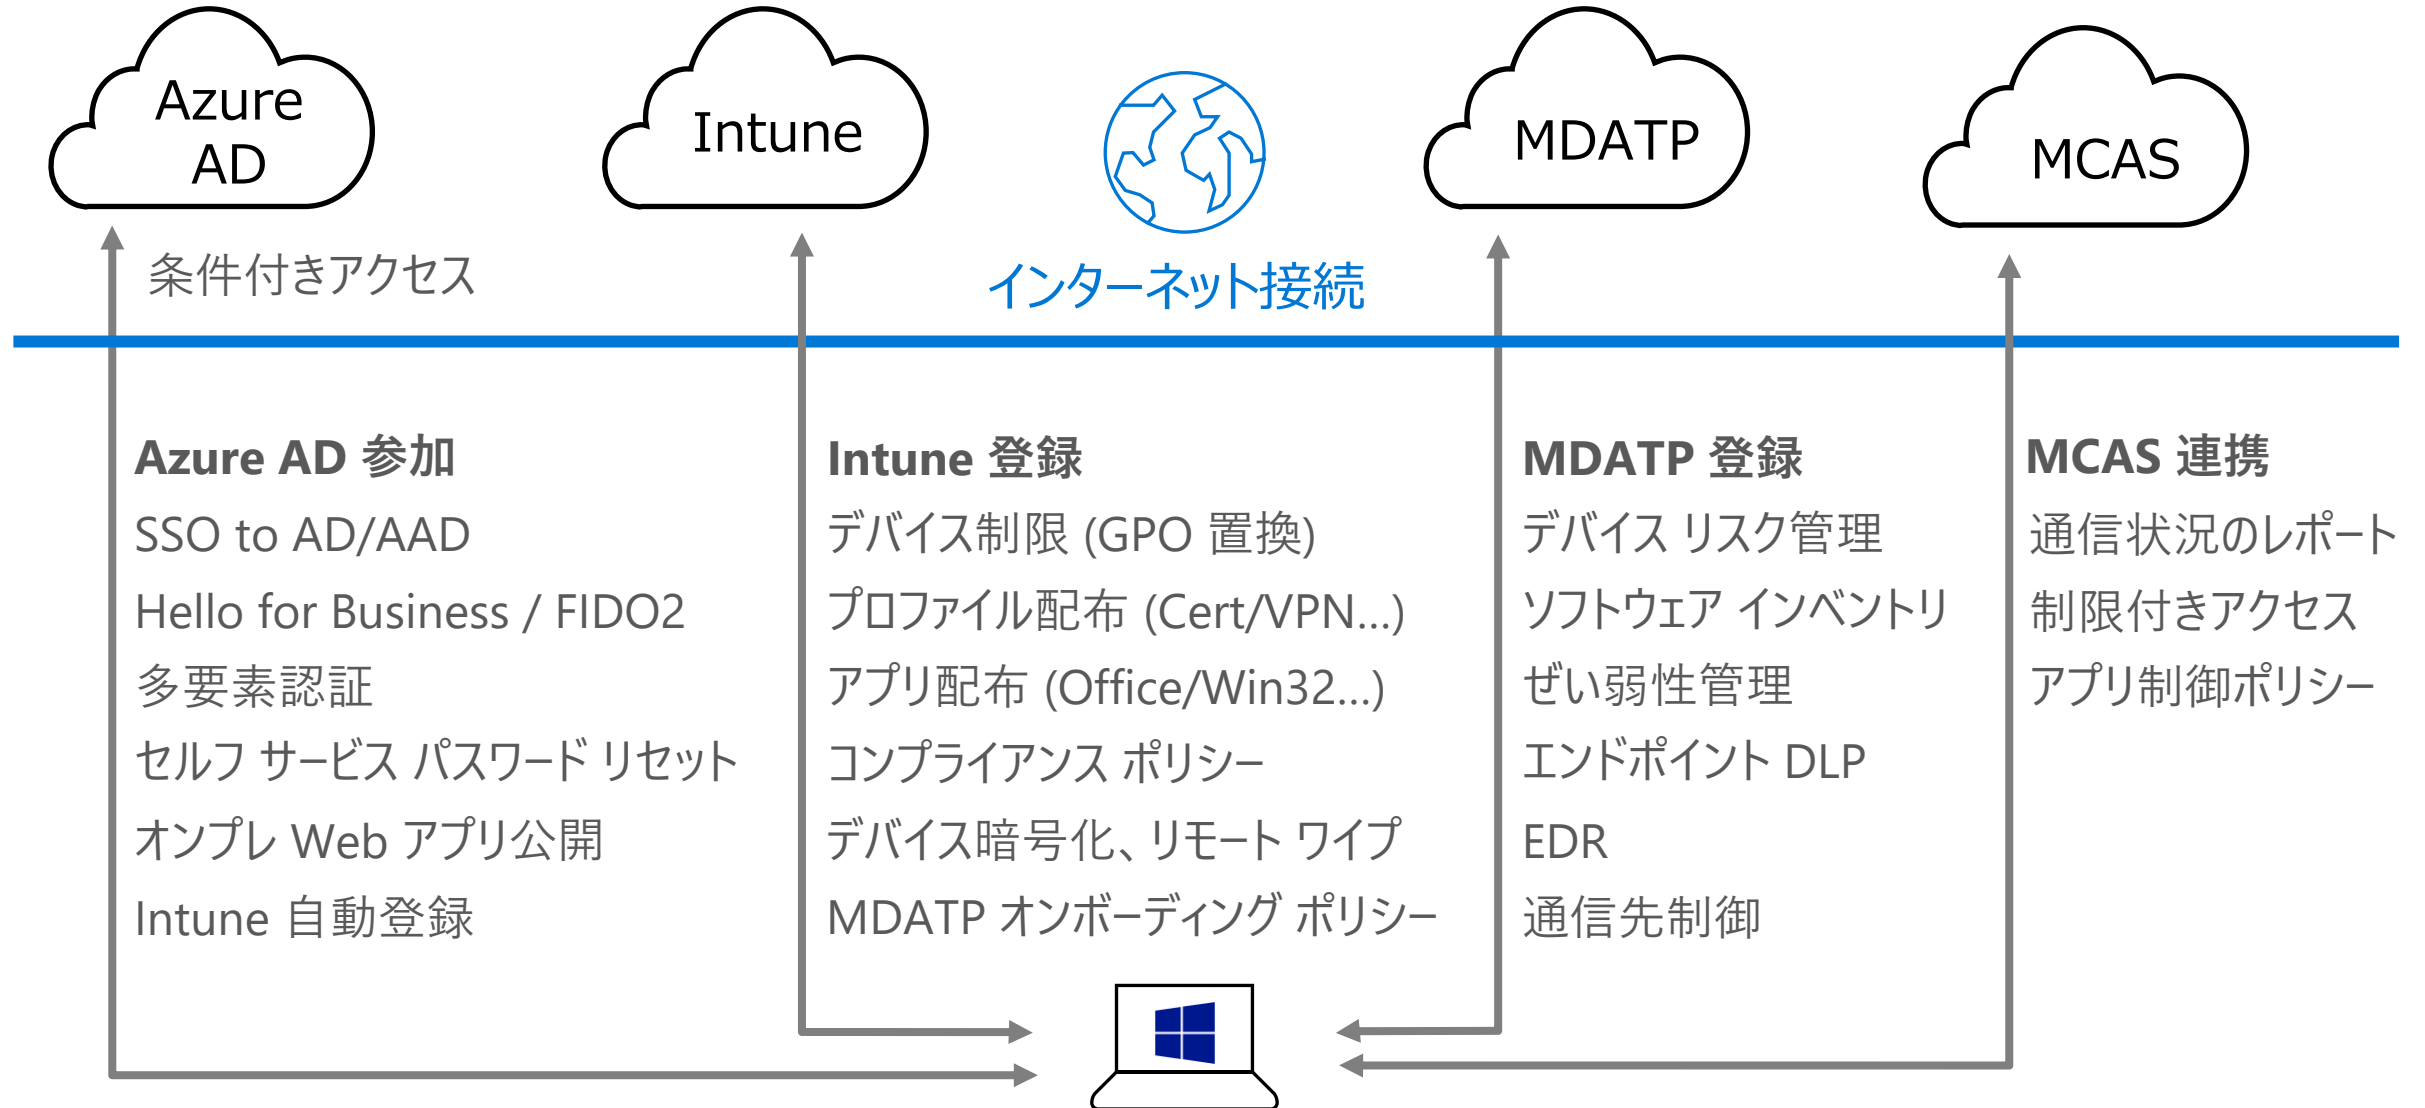 Azure
AD
Intune
MDATP
MCAS
条件付きアクセス
インターネット接続
Azure AD 参加
SSO to AD/AAD
Hello for Business / FIDO2
多要素認証
セルフ サービス パスワード リセット
オンプレ Web アプリ公開
Intune 自動登録
Intune 登録
デバイス制限 (GPO 置換)
プロファイル配布 (Cert/VPN...)
アプリ配布 (Office/Win32...)
コンプライアンス ポリシー
デバイス暗号化、リモート ワイプ
MDATP オンボーディング ポリシー
MDATP 登録
デバイス リスク管理
ソフトウェア インベントリ
ぜい弱性管理
エンドポイント DLP
EDR
通信先制御
MCAS 連携
通信状況のレポート
制限付きアクセス
アプリ制御ポリシー